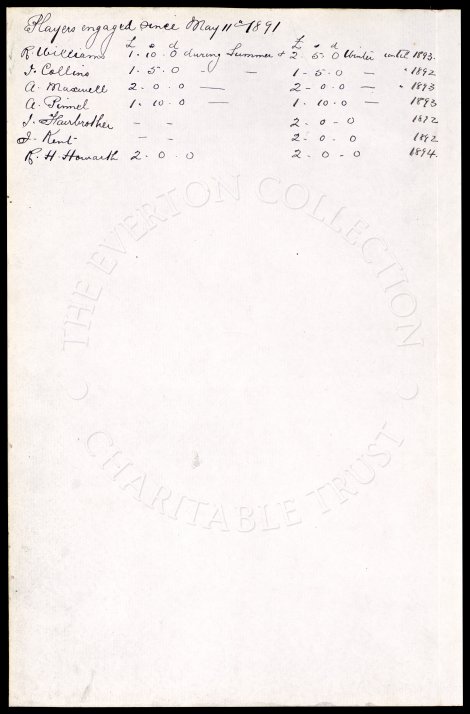 Players engaged since May 11th 1891
£ s d £ s d
R Williams 1 . 10 . 0 during Summer + 2 . 5 . 0 Winter until 1893.
J. Collins 1 - 5 . 0 - — 1 - 5 - 0 — " 1892
A. Maxwell 2 - 0 - 0 — 2 - 0 . 0 — " 1893
A. Pinnel 1 . 10 . 0 — 1 . 10 . 0 — 1893
J. Fairbrother — — 2 . 0 - 0 1892
J. Kent — — 2 . 0 . 0 1892
R. H. Howarth 2 - 0 . 0 2 - 0 - 0 1894.
THE EVERTON COLLECTION
CHARITABLE TRUST